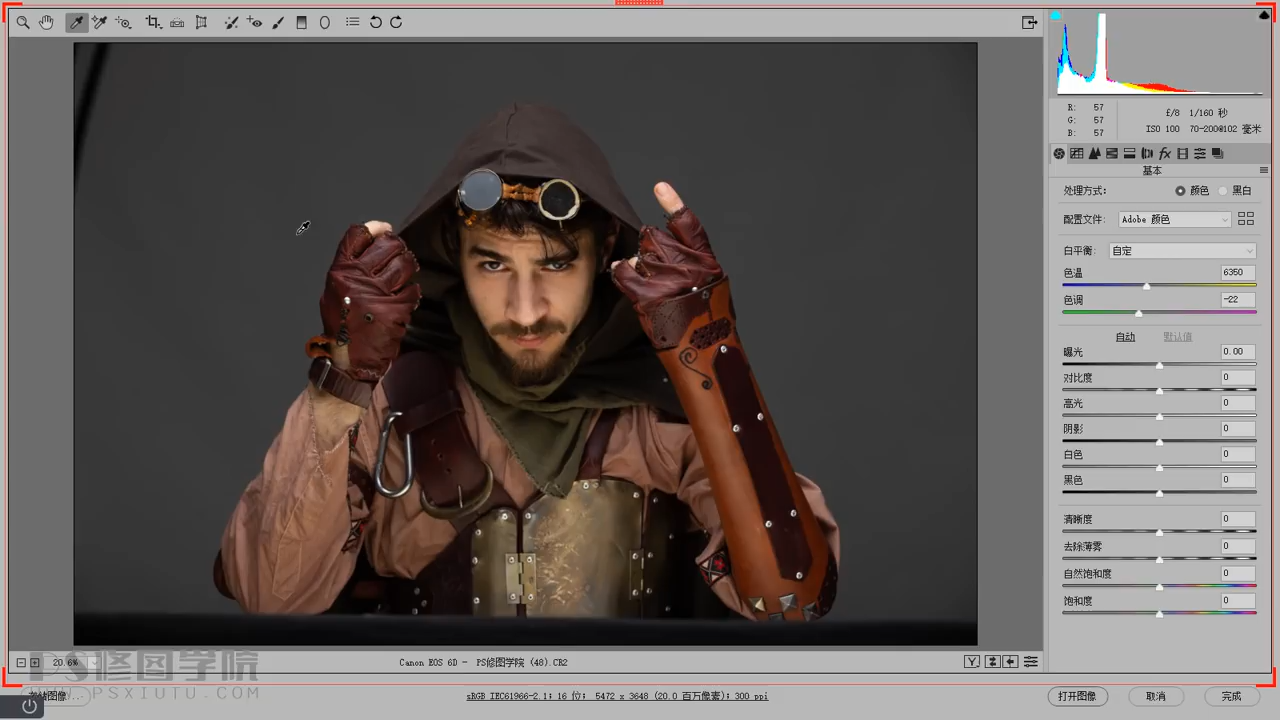 R: 57
G: 57
B: 57
f/8 1/160 秒
ISO 100 70-200@102 毫米
fx
基本
处理方式: 颜色 黑白
配置文件: Adobe 颜色
白平衡: 自定
色温 6350
色调 -22
自动 默认值
曝光 0.00
对比度 0
高光 0
阴影 0
白色 0
黑色 0
清晰度 0
去除薄雾 0
自然饱和度 0
饱和度 0
20.6%
Canon EOS 6D - PS修图学院 (48).CR2
Y
PS修图学院
WWW.PSXIUTU.COM
sRGB IEC61966-2.1; 16 位; 5472 x 3648 (20.0 百万像素); 300 ppi
打开图像 取消 完成